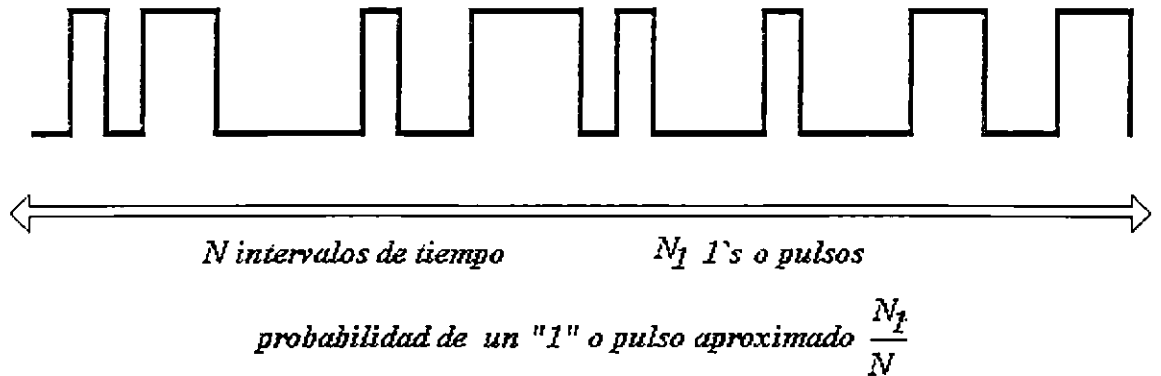 N intervalos de tiempo N1 1`s o pulsos
probabilidad de un "1" o pulso aproximado N1/N